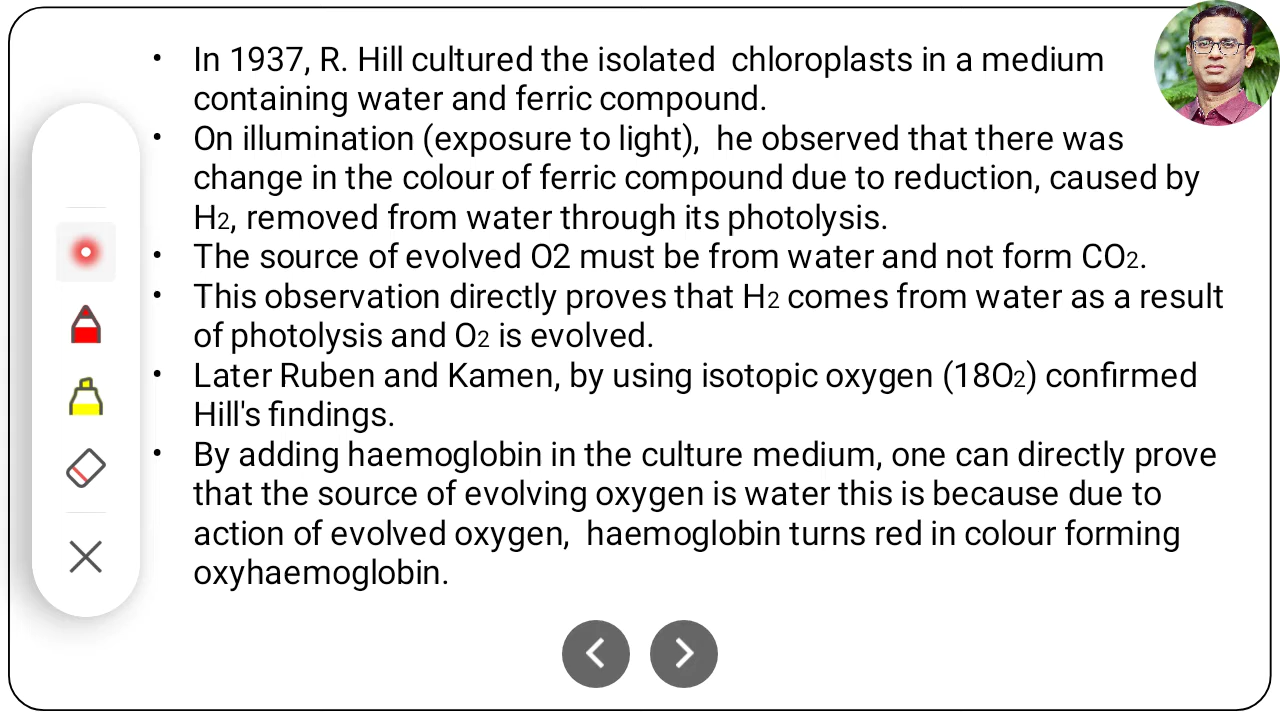 • In 1937, R. Hill cultured the isolated  chloroplasts in a medium
containing water and ferric compound.
• On illumination (exposure to light),  he observed that there was
change in the colour of ferric compound due to reduction, caused by
H2, removed from water through its photolysis.
• The source of evolved O2 must be from water and not form CO2.
• This observation directly proves that H2 comes from water as a result
of photolysis and O2 is evolved.
• Later Ruben and Kamen, by using isotopic oxygen (18O2) confirmed
Hill's findings.
• By adding haemoglobin in the culture medium, one can directly prove
that the source of evolving oxygen is water this is because due to
action of evolved oxygen,  haemoglobin turns red in colour forming
oxyhaemoglobin.